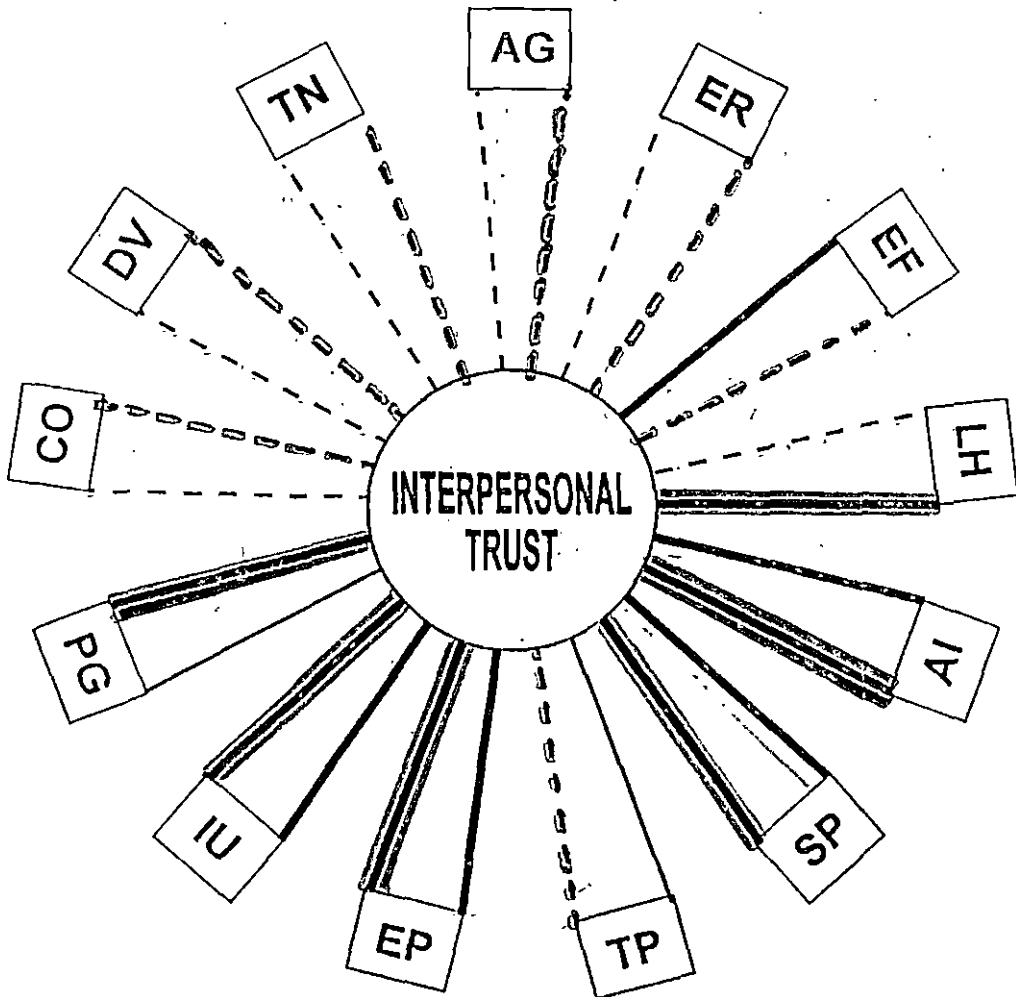 AG
ER
EF
LH
AI
SP
TP
EP
IU
PG
CO
DV
TN
INTERPERSONAL
TRUST